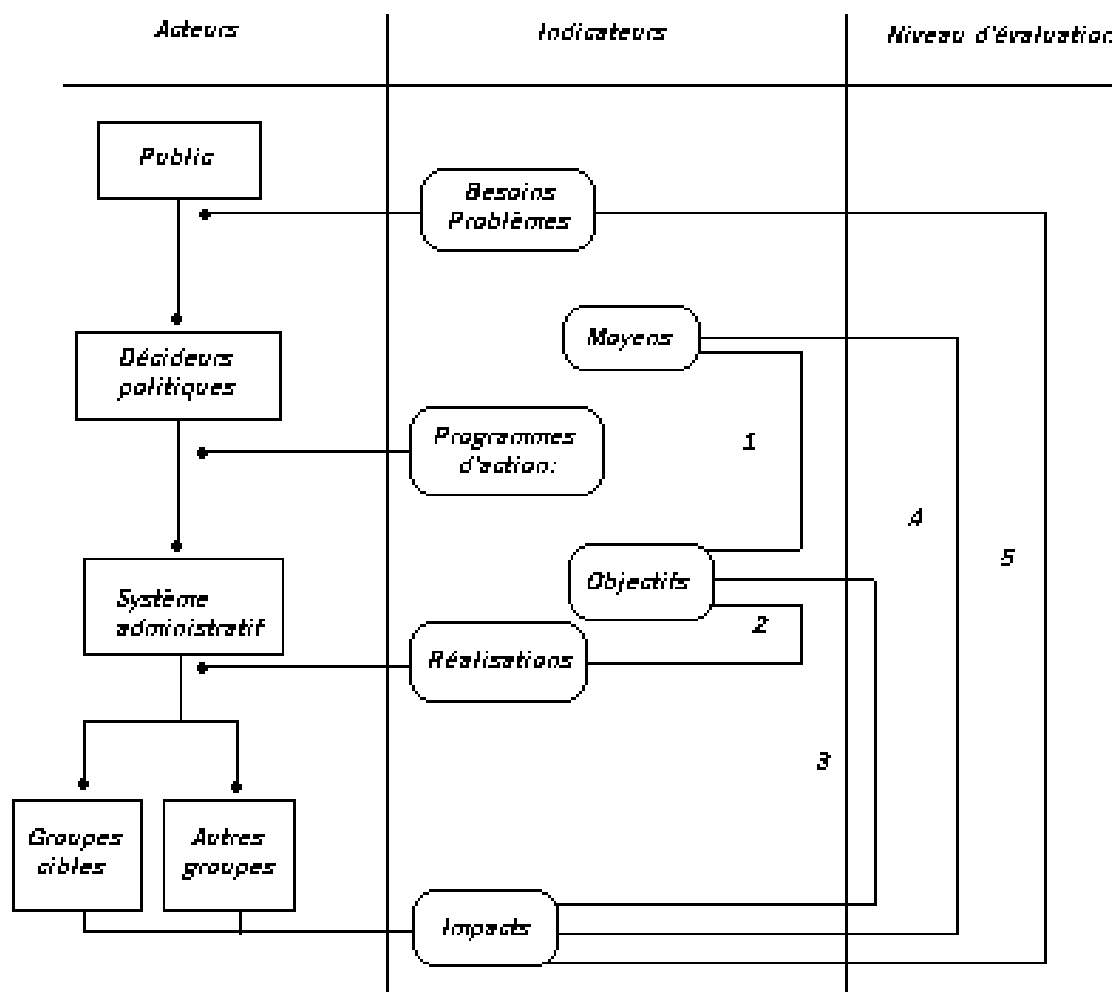 Acteurs
Indicateurs
Niveau d'évaluation
Public
Besoins
Problèmes
Moyens
Décideurs
politiques
Programmes
d'action:
1
4
5
Objectifs
Système
administratif
2
Réalisations
3
Groupes
cibles
Autres
groupes
Impacts